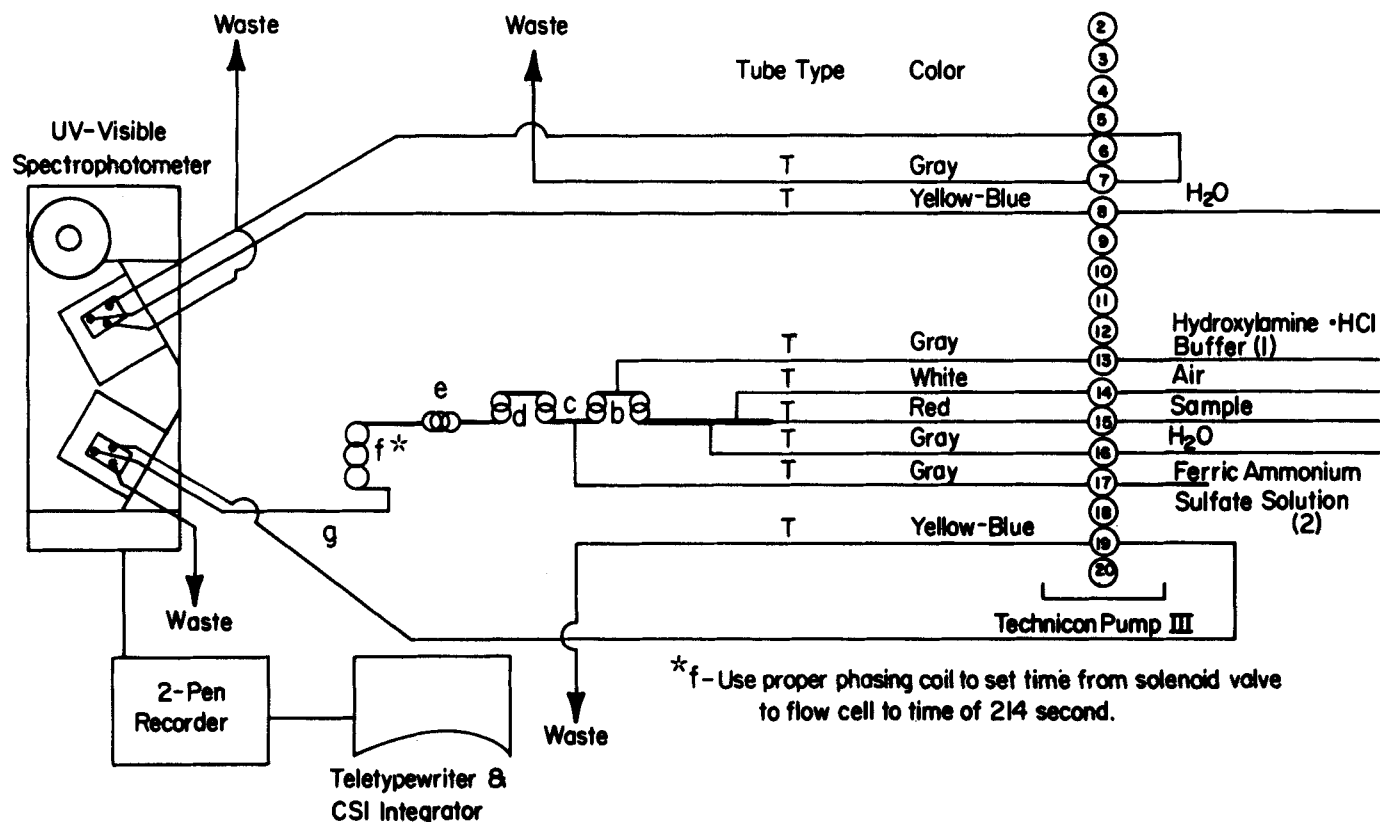 Waste
Waste
Tube Type
Color
UV-Visible
Spectrophotometer
2
3
4
5
6
T Gray 7
T Yellow-Blue 8 H₂O
9
10
11
12
T Gray 13 Hydroxylamine •HCl
Buffer (1)
T White 14 Air
T Red 15 Sample
T Gray 16 H₂O
T Gray 17 Ferric Ammonium
Sulfate Solution
(2)
18
T Yellow-Blue 19
20
e
d
c
b
f*
g
Technicon Pump III
Waste
2-Pen
Recorder
Teletypewriter &
CSI Integrator
Waste
*f-Use proper phasing coil to set time from solenoid valve
to flow cell to time of 214 second.